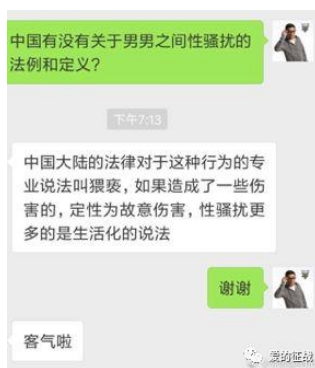 中国有没有关于男男之间性骚扰的
法例和定义?
下午7:13
中国大陆的法律对于这种行为的专
业说法叫猥亵,如果造成了一些伤
害的,定性为故意伤害,性骚扰更
多的是生活化的说法
谢谢
客气啦
爱的征战